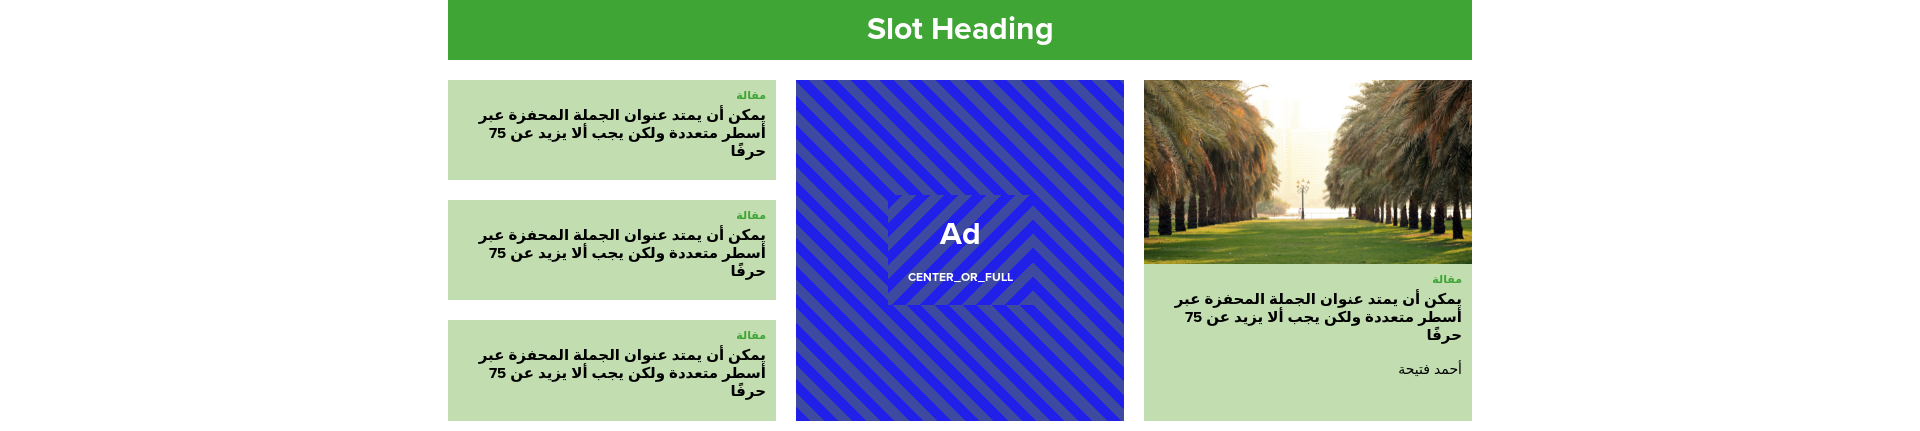 Slot Heading
مقالة
يمكن أن يمتد عنوان الجملة المحفزة عبر
أسطر متعددة ولكن يجب ألا يزيد عن 75
حرفًا
أحمد فتيحة
Ad
CENTER_OR_FULL
مقالة
يمكن أن يمتد عنوان الجملة المحفزة عبر
أسطر متعددة ولكن يجب ألا يزيد عن 75
حرفًا
مقالة
يمكن أن يمتد عنوان الجملة المحفزة عبر
أسطر متعددة ولكن يجب ألا يزيد عن 75
حرفًا
مقالة
يمكن أن يمتد عنوان الجملة المحفزة عبر
أسطر متعددة ولكن يجب ألا يزيد عن 75
حرفًا